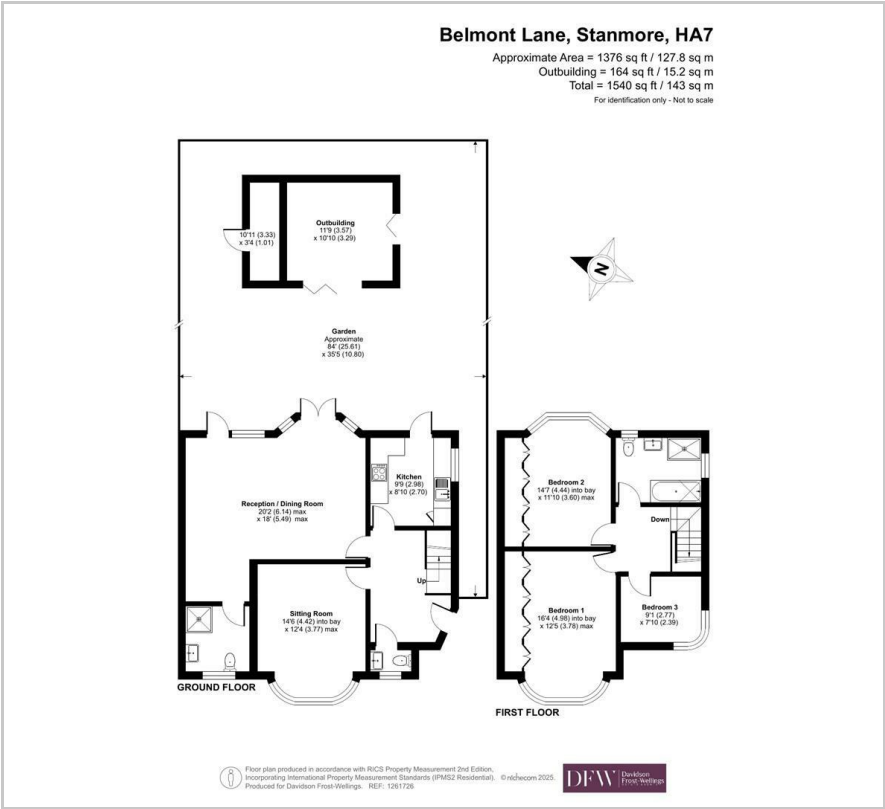 Belmont Lane, Stanmore, HA7
Approximate Area = 1376 sq ft / 127.8 sq m
Outbuilding = 164 sq ft / 15.2 sq m
Total = 1540 sq ft / 143 sq m
For identification only - Not to scale
Outbuilding
11'9 (3.57)
x 10'10 (3.29)
10'11 (3.33)
x 3'4 (1.01)
N
Garden
Approximate
84' (25.61)
x 35'5 (10.80)
Kitchen
9'9 (2.98)
x 8'10 (2.70)
Reception / Dining Room
20'2 (6.14) max
x 18' (5.49) max
Up
Sitting Room
14'6 (4.42) into bay
x 12'4 (3.77) max
GROUND FLOOR
Bedroom 2
14'7 (4.44) into bay
x 11'10 (3.60) max
Down
Bedroom 1
16'4 (4.98) into bay
x 12'5 (3.78) max
Bedroom 3
9'1 (2.77)
x 7'10 (2.39)
FIRST FLOOR
Floor plan produced in accordance with RICS Property Measurement 2nd Edition,
Incorporating International Property Measurement Standards (IPMS2 Residential). © nichecom 2025.
Produced for Davidson Frost-Wellings. REF: 1261726
DFW
Davidson
Frost-Wellings